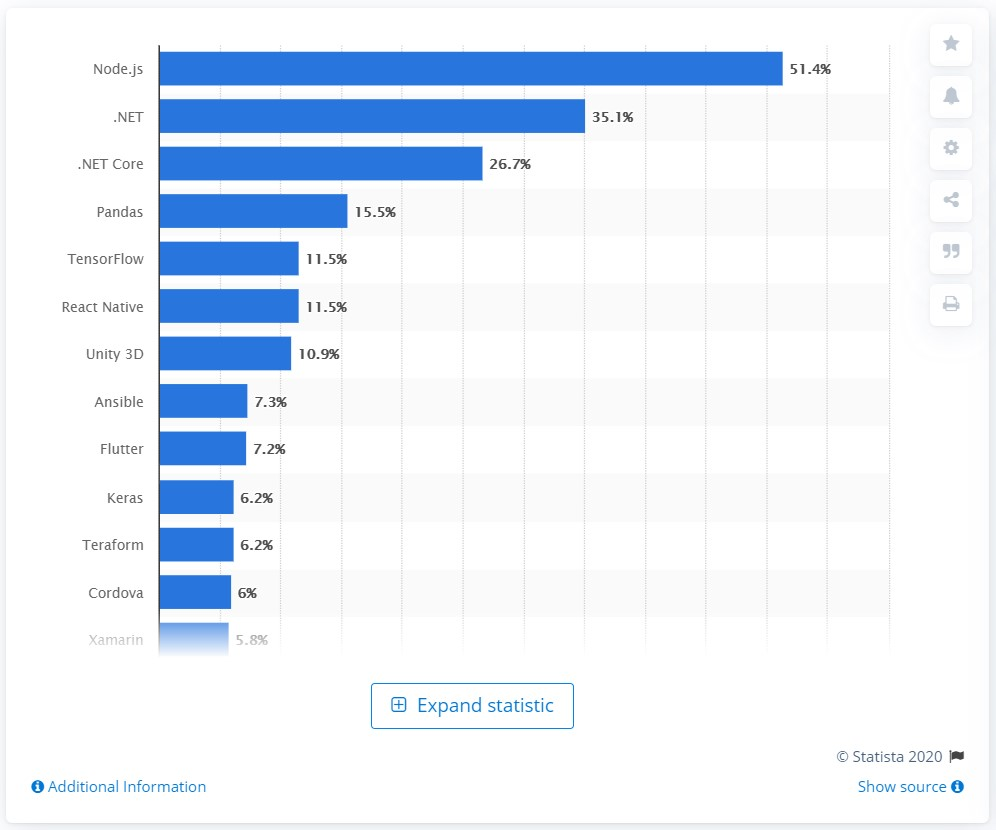 Node.js 51.4%
.NET 35.1%
.NET Core 26.7%
Pandas 15.5%
TensorFlow 11.5%
React Native 11.5%
Unity 3D 10.9%
Ansible 7.3%
Flutter 7.2%
Keras 6.2%
Teraform 6.2%
Cordova 6%
Xamarin 5.8%
Expand statistic
© Statista 2020
Additional Information Show source